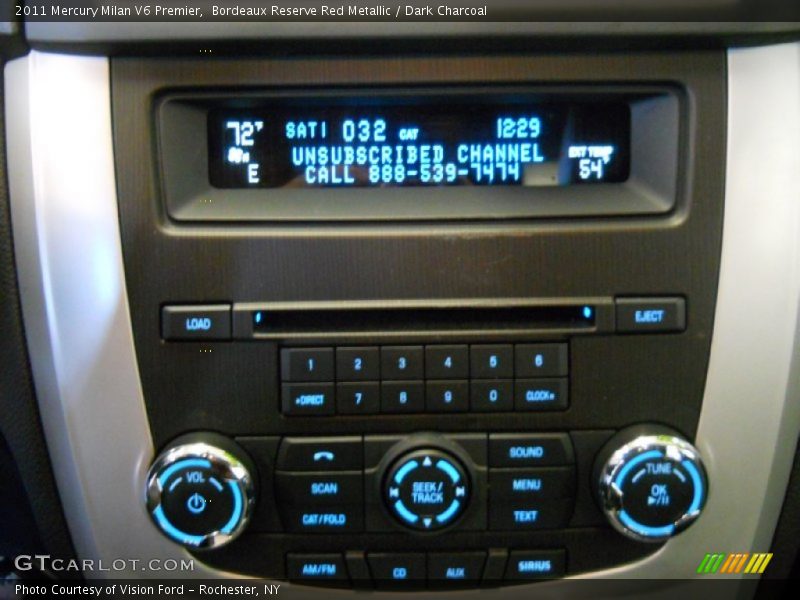 2011 Mercury Milan V6 Premier,  Bordeaux Reserve Red Metallic / Dark Charcoal
72° SAT1 032 CAT 12:29
UNSUBSCRIBED CHANNEL EXT TEMP
E CALL 888-539-7474 54°
LOAD EJECT
1 2 3 4 5 6
DIRECT 7 8 9 0 CLOCK
VOL SOUND TUNE
SCAN SEEK / TRACK MENU OK
CAT/FOLD TEXT
AM/FM CD AUX SIRIUS
GTCARLOT.COM
Photo Courtesy of Vision Ford - Rochester, NY